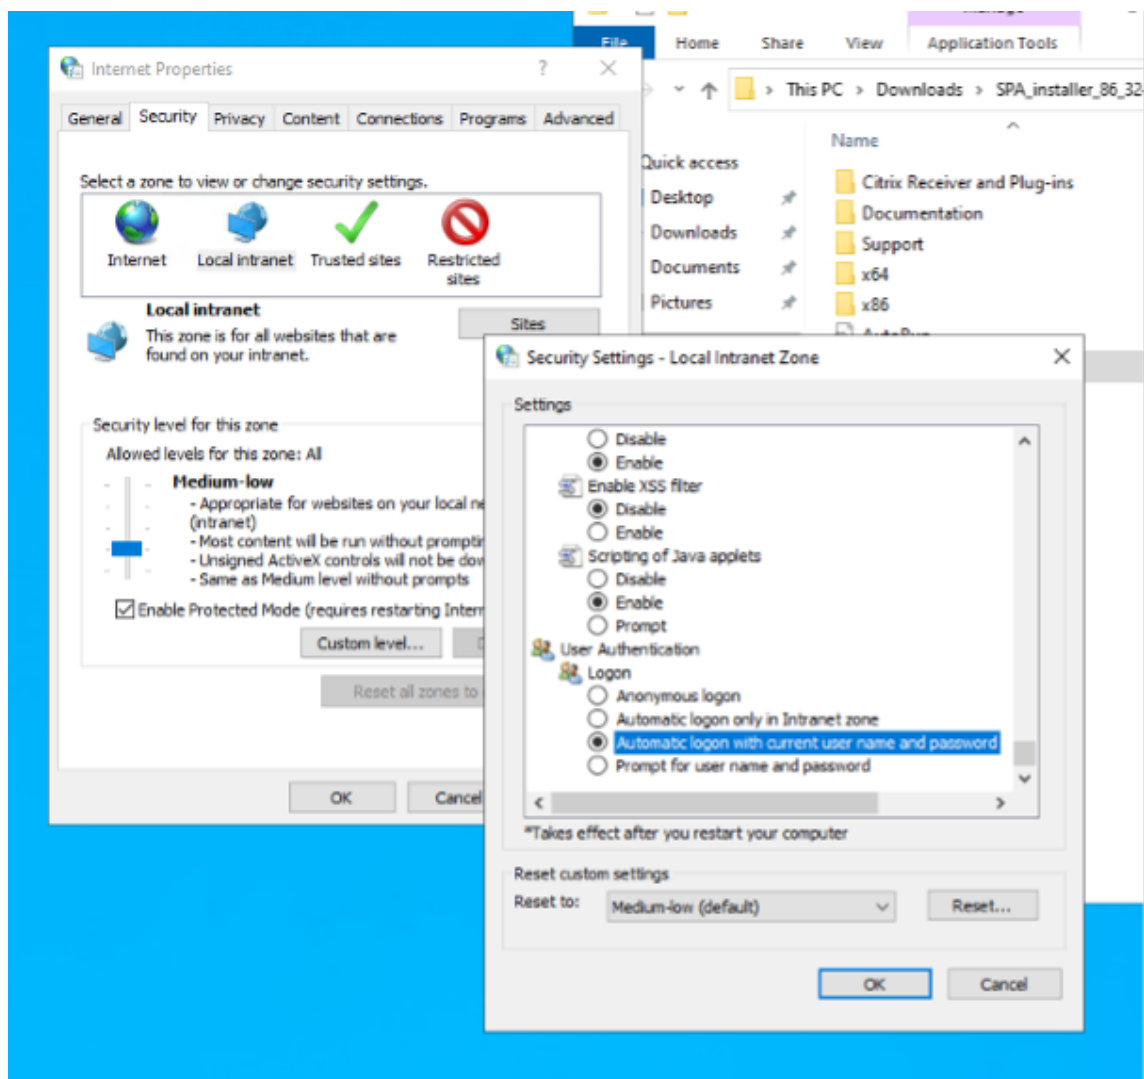 File Home Share View Application Tools
This PC > Downloads > SPA_installer_86_32
Name
Quick access
Desktop
Downloads
Documents
Pictures
Citrix Receiver and Plug-ins
Documentation
Support
x64
x86
Internet Properties
General Security Privacy Content Connections Programs Advanced
Select a zone to view or change security settings.
Internet Local intranet Trusted sites Restricted
sites
Local intranet
This zone is for all websites that are
found on your intranet.
Sites
Security level for this zone
Allowed levels for this zone: All
Medium-low
- Appropriate for websites on your local
(intranet)
- Most content will be run without
- Unsigned ActiveX controls will not be
- Same as Medium level without prompts
Enable Protected Mode (requires restarting
Custom level...
Reset all zones to
OK Cancel
Security Settings - Local Intranet Zone
Settings
Disable
Enable
Enable XSS filter
Disable
Enable
Scripting of Java applets
Disable
Enable
Prompt
User Authentication
Logon
Anonymous logon
Automatic logon only in Intranet zone
Automatic logon with current user name and password
Prompt for user name and password
*Takes effect after you restart your computer
Reset custom settings
Reset to: Medium-low (default) Reset...
OK Cancel